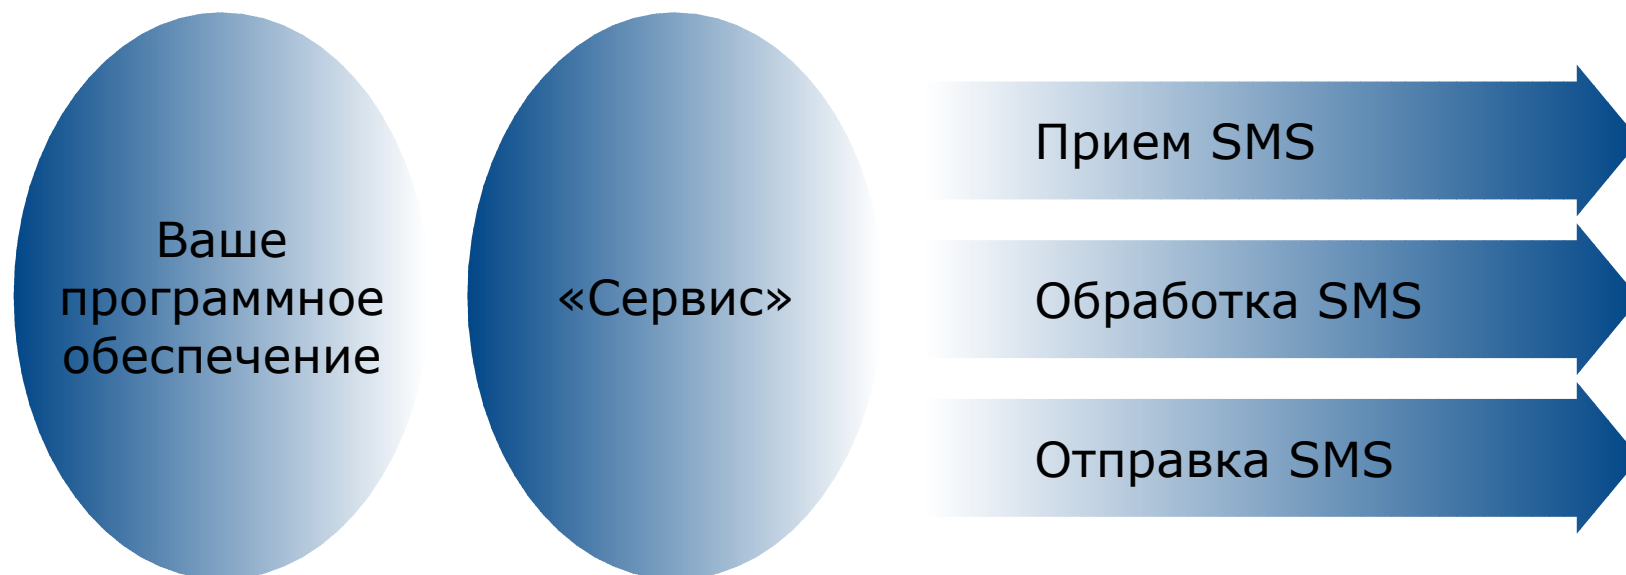 Ваше
программное
обеспечение
«Сервис»
Прием SMS
Обработка SMS
Отправка SMS